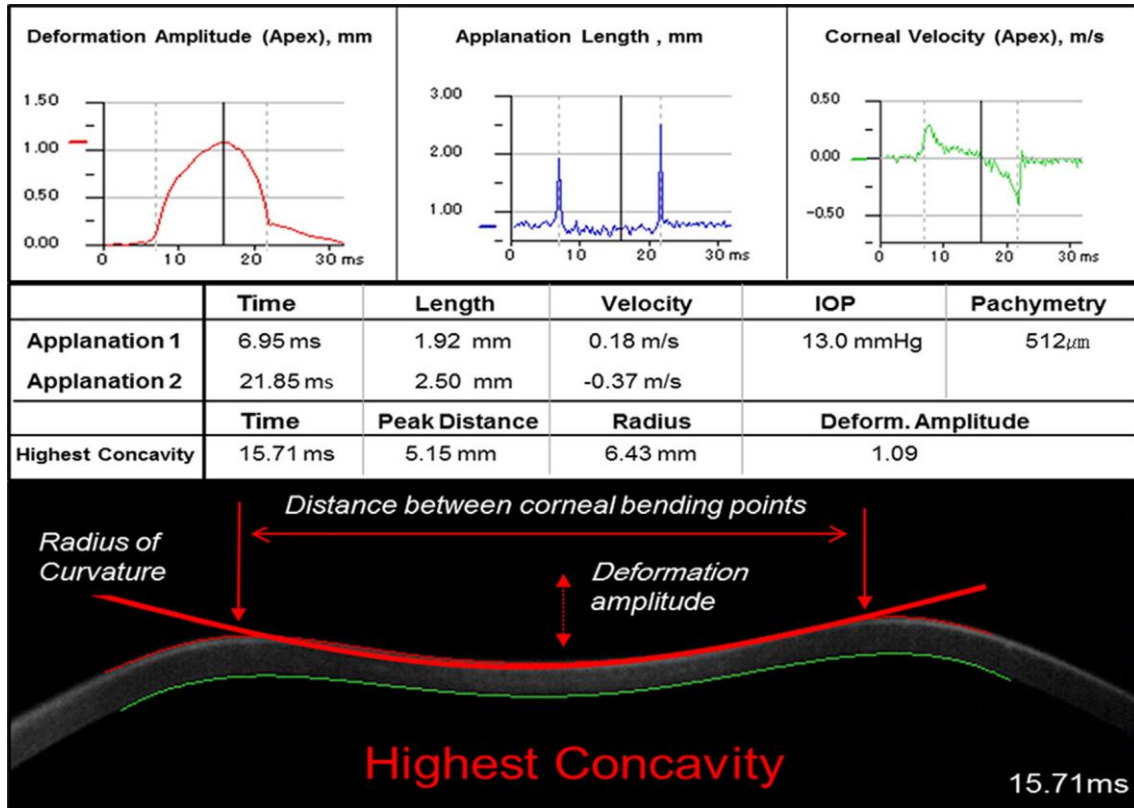 Deformation Amplitude (Apex), mm
1.50
1.00
0.50
0.00
0 10 20 30 ms
Applanation Length , mm
3.00
2.00
1.00
0 10 20 30 ms
Corneal Velocity (Apex), m/s
0.50
0.00
-0.50
0 10 20 30 ms
Time Length Velocity IOP Pachymetry
Applanation 1 6.95 ms 1.92 mm 0.18 m/s 13.0 mmHg 512㎛
Applanation 2 21.85 ms 2.50 mm -0.37 m/s
Time Peak Distance Radius Deform. Amplitude
Highest Concavity 15.71 ms 5.15 mm 6.43 mm 1.09
Distance between corneal bending points
Radius of
Curvature
Deformation
amplitude
Highest Concavity
15.71ms